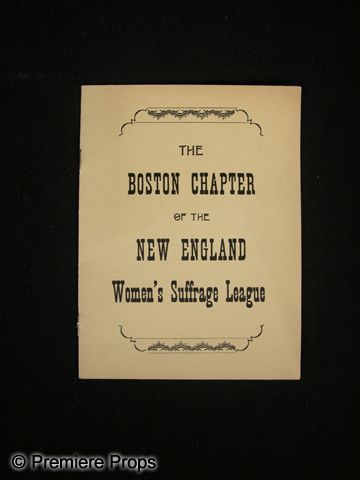 THE
BOSTON CHAPTER
OF THE
NEW ENGLAND
Women's Suffrage League
© Premiere Props